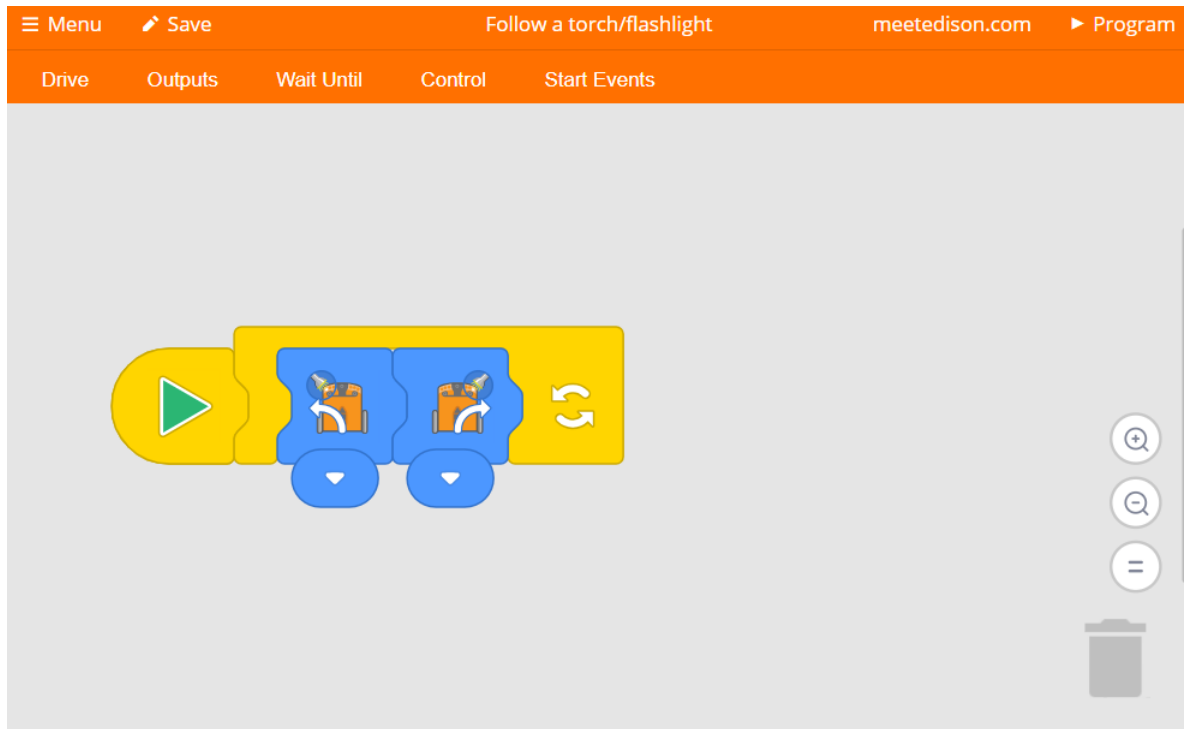 Menu Save Follow a torch/flashlight meetedison.com Program
Drive Outputs Wait Until Control Start Events